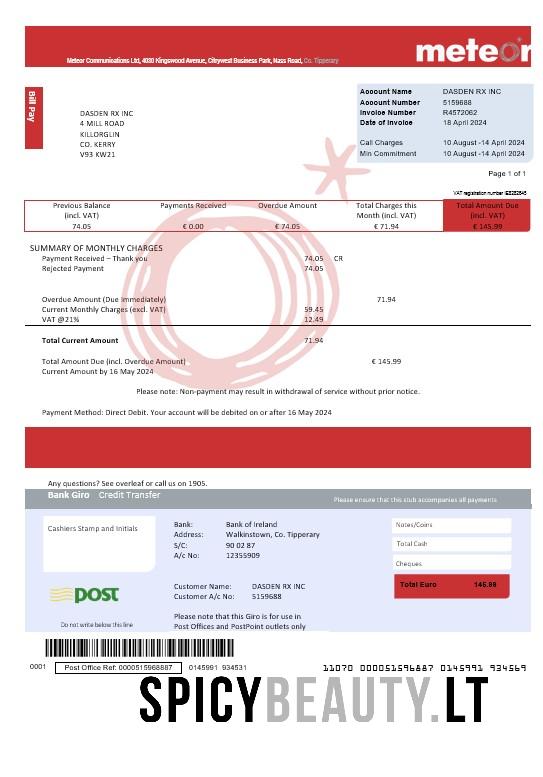 meteor
Meteor Communications Ltd, 4030 Kingswood Avenue, Citrywest Business Park, Nass Road, Co. Tipperary
Bill Pay
DASDEN RX INC
4 MILL ROAD
KILLORGLIN
CO. KERRY
V93 KW21
Account Name DASDEN RX INC
Account Number 5159688
Invoice Number R4572062
Date of Invoice 18 April 2024
Call Charges 10 August -14 April 2024
Min Commitment 10 August -14 April 2024
Page 1 of 1
VAT registration number IE8262645
Previous Balance (incl. VAT) 74.05
Payments Received € 0.00
Overdue Amount € 74.05
Total Charges this Month (incl. VAT) € 71.94
Total Amount Due (incl. VAT) € 145.99
SUMMARY OF MONTHLY CHARGES
Payment Received – Thank you 74.05 CR
Rejected Payment 74.05
Overdue Amount (Due Immediately) 71.94
Current Monthly Charges (excl. VAT) 59.45
VAT @21% 12.49
Total Current Amount 71.94
Total Amount Due (incl. Overdue Amount) € 145.99
Current Amount by 16 May 2024
Please note: Non-payment may result in withdrawal of service without prior notice.
Payment Method: Direct Debit. Your account will be debited on or after 16 May 2024
Any questions? See overleaf or call us on 1905.
Bank Giro Credit Transfer
Please ensure that this stub accompanies all payments
Cashiers Stamp and Initials
Bank: Bank of Ireland
Address: Walkinstown, Co. Tipperary
S/C: 90 02 87
A/c No: 12355909
Notes/Coins
Total Cash
Cheques
Total Euro 145.99
post
Customer Name: DASDEN RX INC
Customer A/c No: 5159688
Do not write below this line
Please note that this Giro is for use in
Post Offices and PostPoint outlets only
0001 Post Office Ref: 0000515968887 0145991 934531
11070 0000515968887 0145991 934569
SPICYBEAUTY.LT